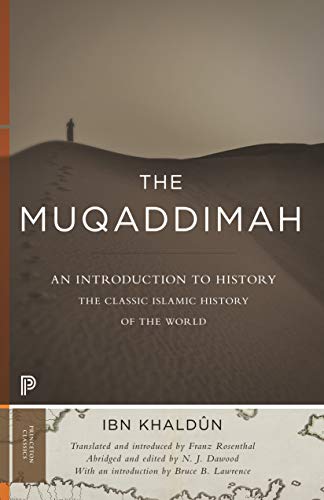 THE
MUQADDIMAH
AN INTRODUCTION TO HISTORY
THE CLASSIC ISLAMIC HISTORY
OF THE WORLD
P
PRINCETON
CLASSICS
IBN KHALDÛN
Translated and introduced by Franz Rosenthal
Abridged and edited by N. J. Dawood
With an introduction by Bruce B. Lawrence